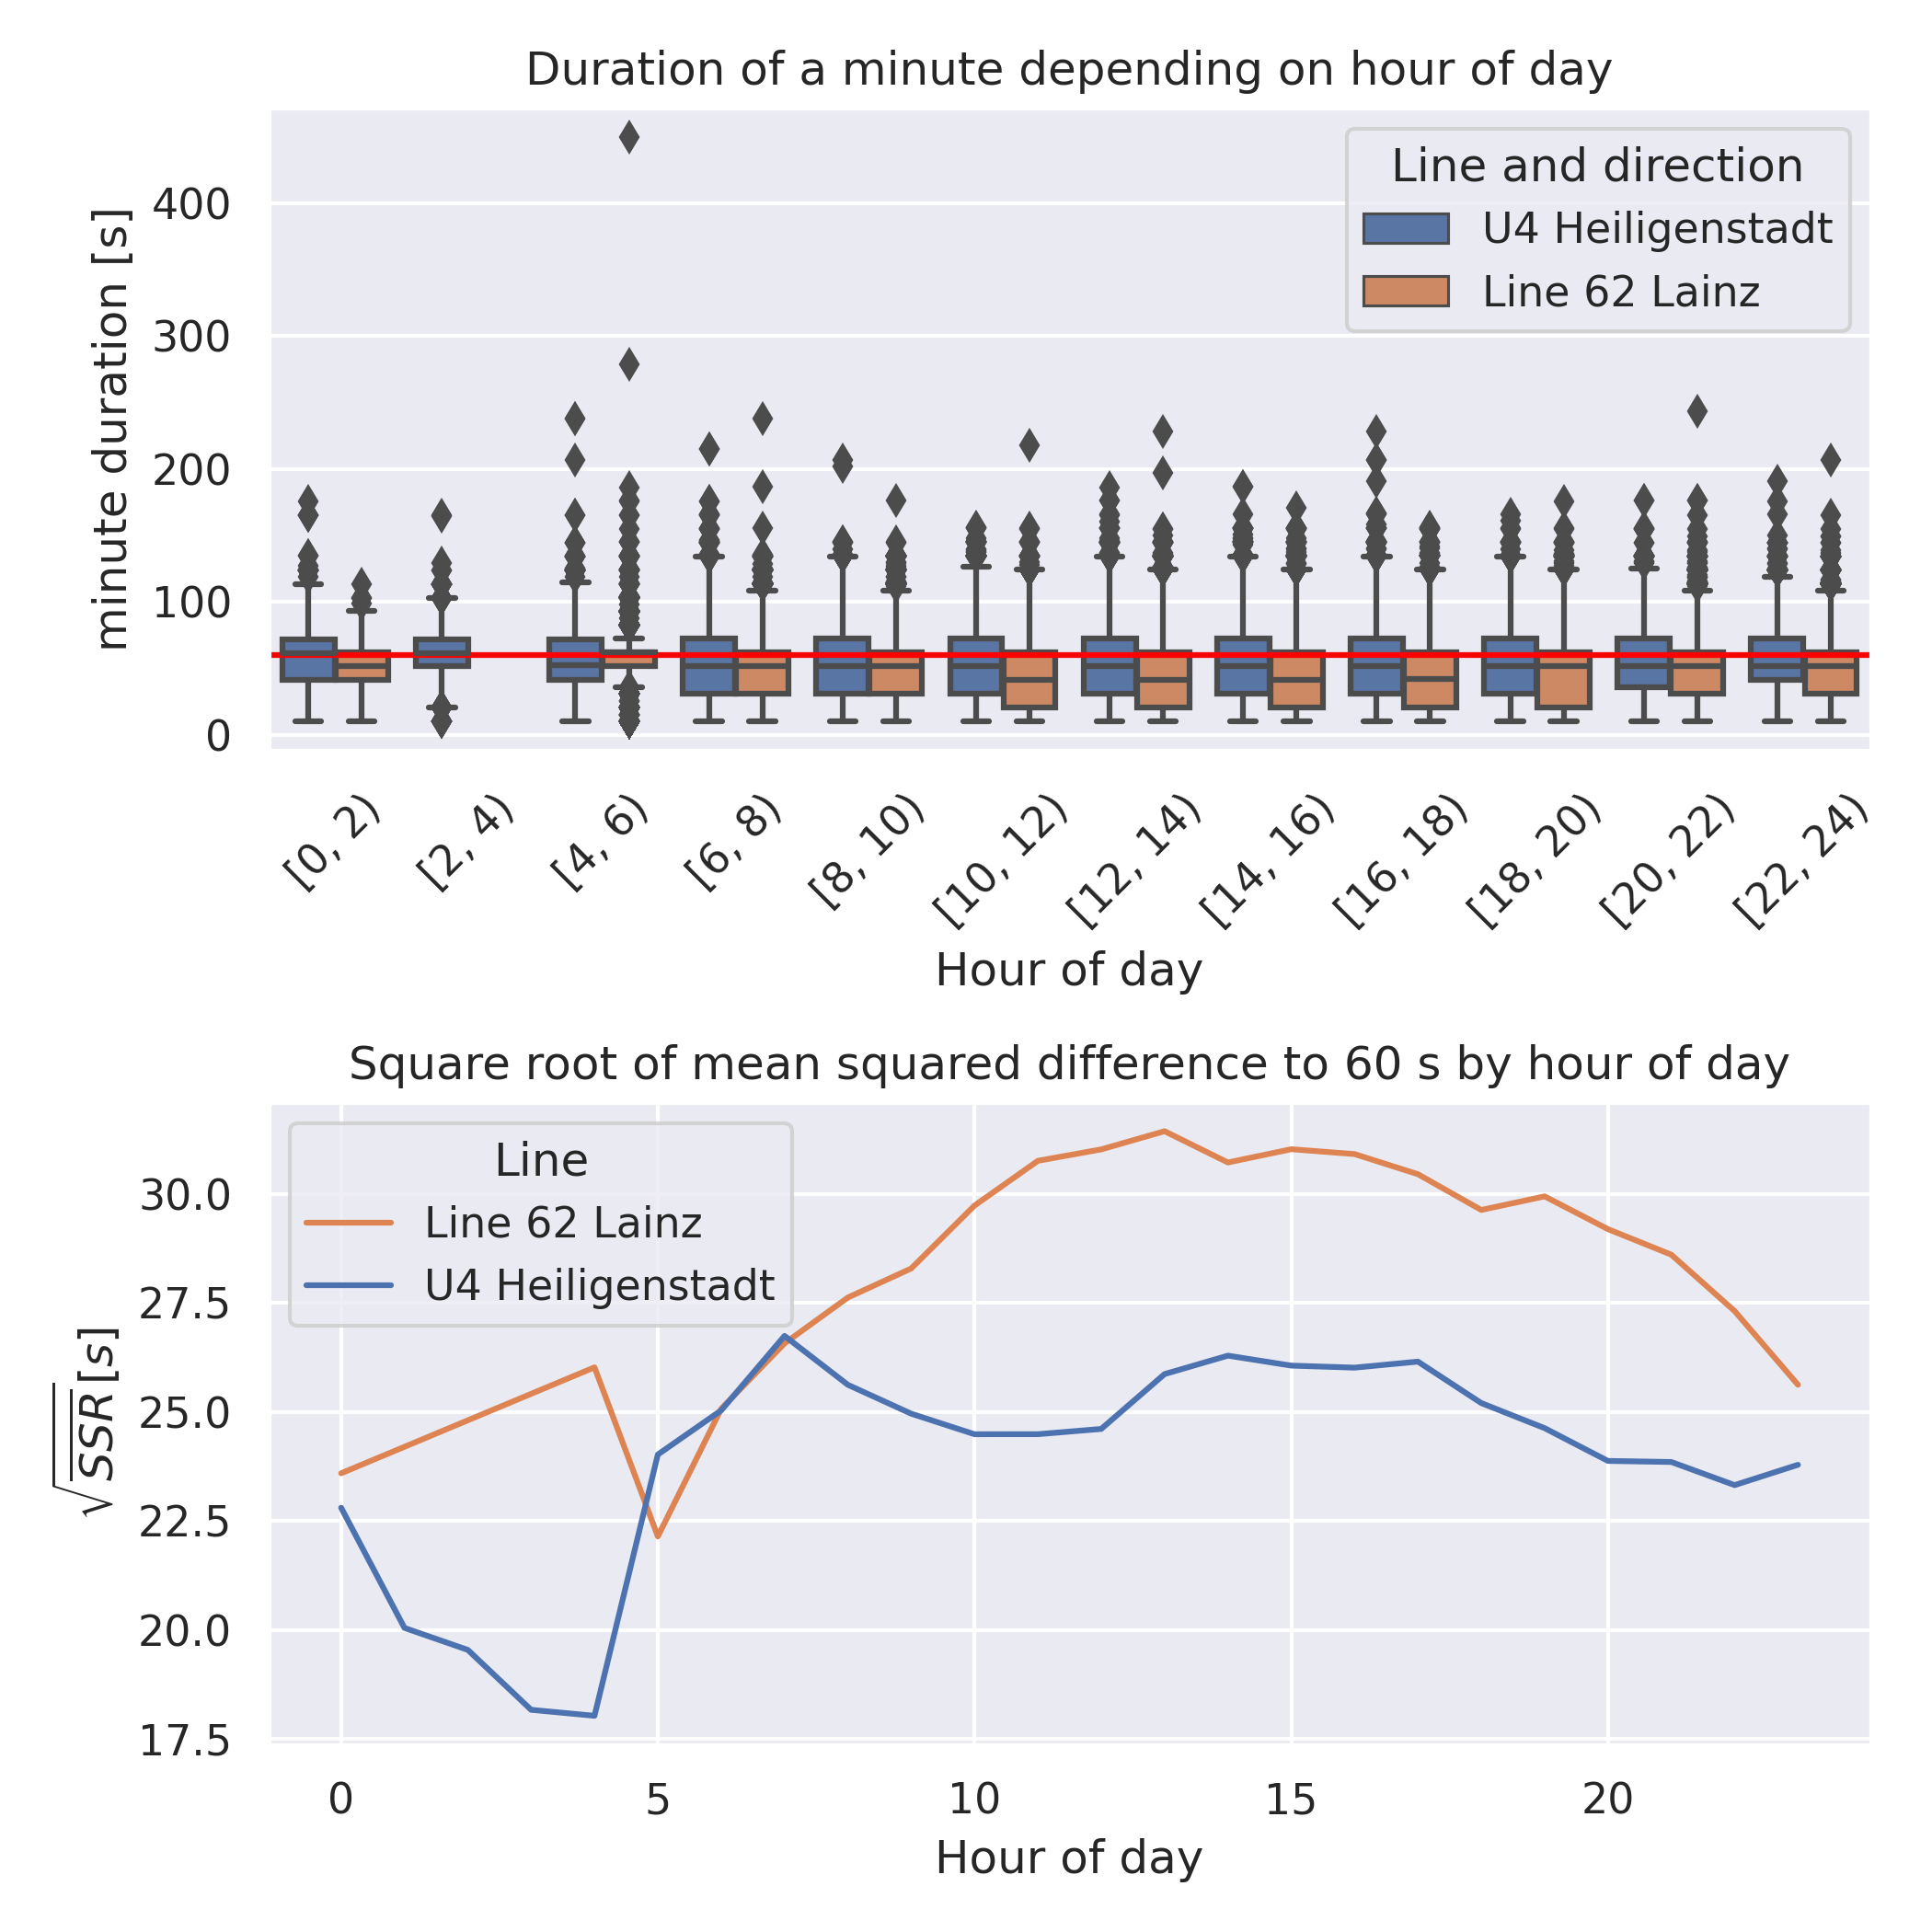 Duration of a minute depending on hour of day
minute duration [s]
400
300
200
100
0
Line and direction
U4 Heiligenstadt
Line 62 Lainz
[0, 2)
[2, 4)
[4, 6)
[6, 8)
[8, 10)
[10, 12)
[12, 14)
[14, 16)
[16, 18)
[18, 20)
[20, 22)
[22, 24)
Hour of day
Square root of mean squared difference to 60 s by hour of day
√SSR[s]
30.0
27.5
25.0
22.5
20.0
17.5
Line
Line 62 Lainz
U4 Heiligenstadt
0
5
10
15
20
Hour of day